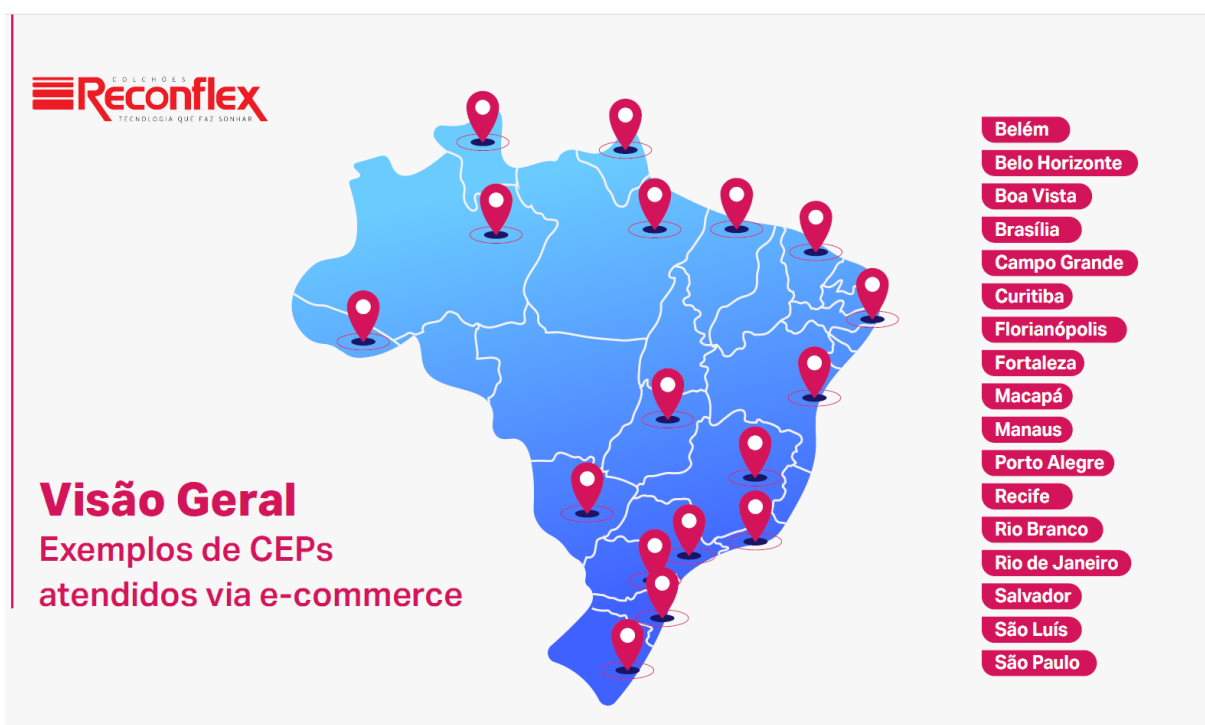 COLCHÕES
Reconflex
TECNOLOGIA QUE FAZ SONHAR
Visão Geral
Exemplos de CEPs
atendidos via e-commerce
Belém
Belo Horizonte
Boa Vista
Brasília
Campo Grande
Curitiba
Florianópolis
Fortaleza
Macapá
Manaus
Porto Alegre
Recife
Rio Branco
Rio de Janeiro
Salvador
São Luís
São Paulo